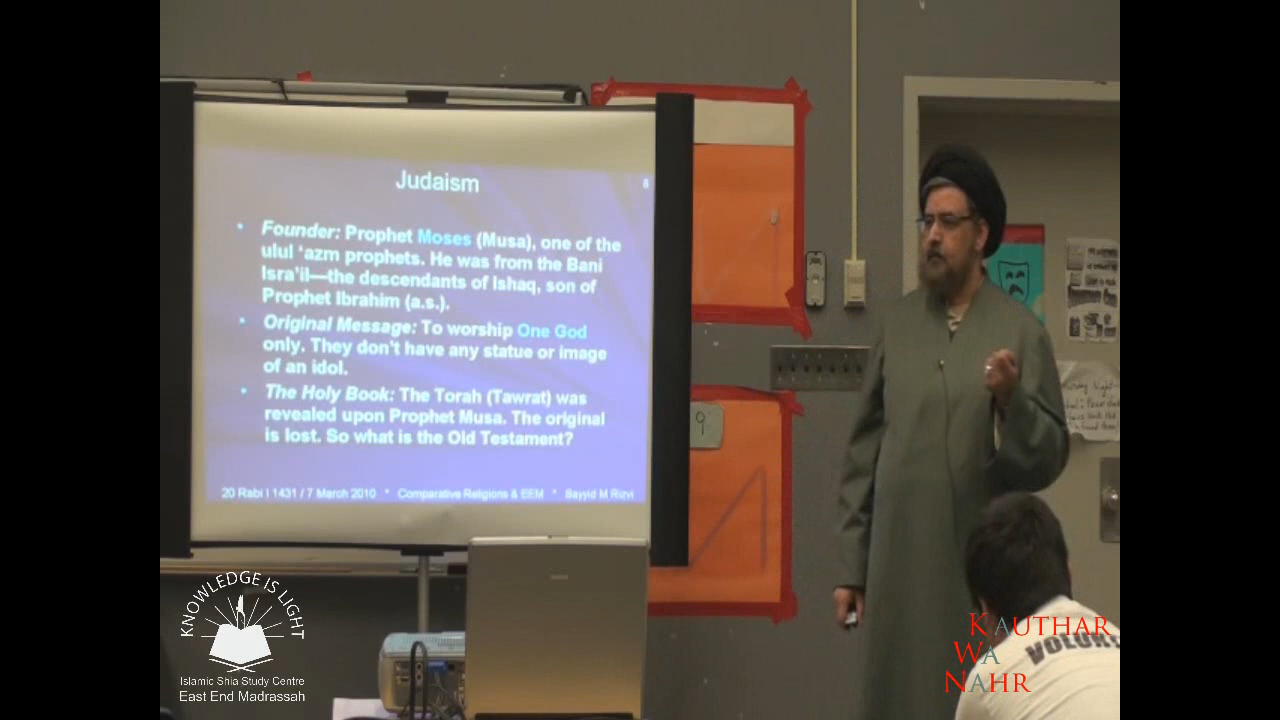 Judaism
8
• Founder: Prophet Moses (Musa), one of the
ulul ‘azm prophets. He was from the Bani
Isra’il—the descendants of Ishaq, son of
Prophet Ibrahim (a.s.).
• Original Message: To worship One God
only. They don't have any statue or image
of an idol.
• The Holy Book: The Torah (Tawrat) was
revealed upon Prophet Musa. The original
is lost. So what is the Old Testament?
20 Rabi I 1431 / 7 March 2010 * Comparative Religions & EEM * Sayyid M Rizvi
9
KNOWLEDGE IS LIGHT
Islamic Shia Study Centre
East End Madrassah
KAUTHAR
WA
NAHR